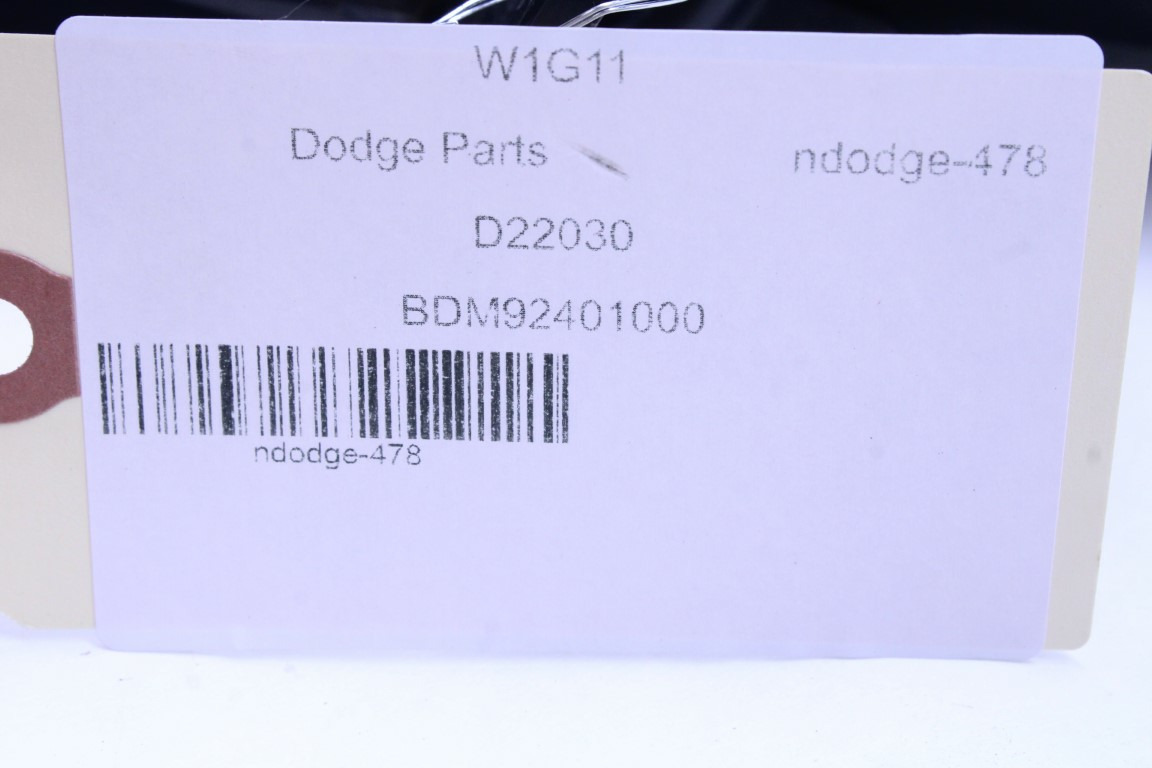 W1G11
Dodge Parts ndodge-478
D22030
BDM92401000
ndodge-478